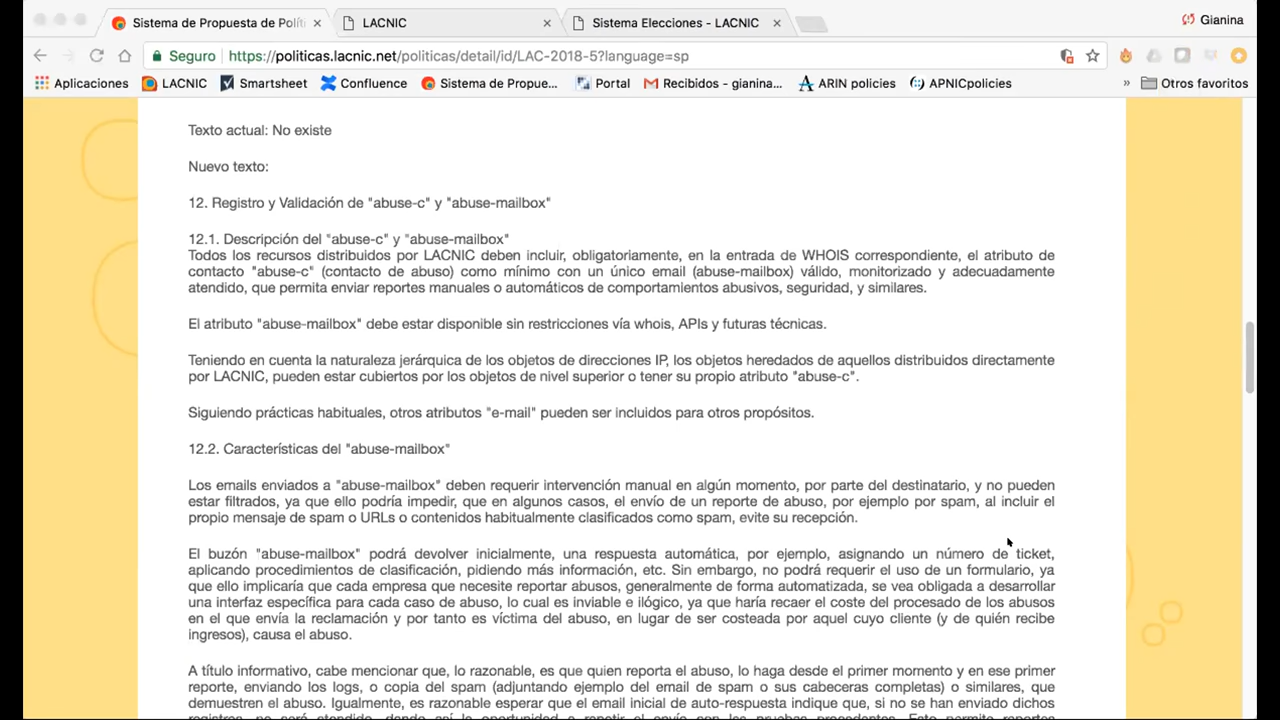 Sistema de Propuesta de Polít
LACNIC
Sistema Elecciones - LACNIC
Gianina
Seguro
https://politicas.lacnic.net/politicas/detail/id/LAC-2018-5?language=sp
Aplicaciones
LACNIC
Smartsheet
Confluence
Sistema de Propue...
Portal
Recibidos - gianina...
ARIN policies
APNICpolicies
»
Otros favoritos
Texto actual: No existe
Nuevo texto:
12. Registro y Validación de "abuse-c" y "abuse-mailbox"
12.1. Descripción del "abuse-c" y "abuse-mailbox"
Todos los recursos distribuidos por LACNIC deben incluir, obligatoriamente, en la entrada de WHOIS correspondiente, el atributo de
contacto "abuse-c" (contacto de abuso) como mínimo con un único email (abuse-mailbox) válido, monitorizado y adecuadamente
atendido, que permita enviar reportes manuales o automáticos de comportamientos abusivos, seguridad, y similares.
El atributo "abuse-mailbox" debe estar disponible sin restricciones vía whois, APIs y futuras técnicas.
Teniendo en cuenta la naturaleza jerárquica de los objetos de direcciones IP, los objetos heredados de aquellos distribuidos directamente
por LACNIC, pueden estar cubiertos por los objetos de nivel superior o tener su propio atributo "abuse-c".
Siguiendo prácticas habituales, otros atributos "e-mail" pueden ser incluidos para otros propósitos.
12.2. Características del "abuse-mailbox"
Los emails enviados a "abuse-mailbox" deben requerir intervención manual en algún momento, por parte del destinatario, y no pueden
estar filtrados, ya que ello podría impedir, que en algunos casos, el envío de un reporte de abuso, por ejemplo por spam, al incluir el
propio mensaje de spam o URLs o contenidos habitualmente clasificados como spam, evite su recepción.
El buzón "abuse-mailbox" podrá devolver inicialmente, una respuesta automática, por ejemplo, asignando un número de ticket,
aplicando procedimientos de clasificación, pidiendo más información, etc. Sin embargo, no podrá requerir el uso de un formulario, ya
que ello implicaría que cada empresa que necesite reportar abusos, generalmente de forma automatizada, se vea obligada a desarrollar
una interfaz específica para cada caso de abuso, lo cual es inviable e ilógico, ya que haría recaer el coste del procesado de los abusos
en el que envía la reclamación y por tanto es víctima del abuso, en lugar de ser costeada por aquel cuyo cliente (y de quién recibe
ingresos), causa el abuso.
A título informativo, cabe mencionar que, lo razonable, es que quien reporta el abuso, lo haga desde el primer momento y en ese primer
reporte, enviando los logs, o copia del spam (adjuntando ejemplo del email de spam o sus cabeceras completas) o similares, que
demuestren el abuso. Igualmente, es razonable esperar que el email inicial de auto-respuesta indique que, si no se han enviado dichos